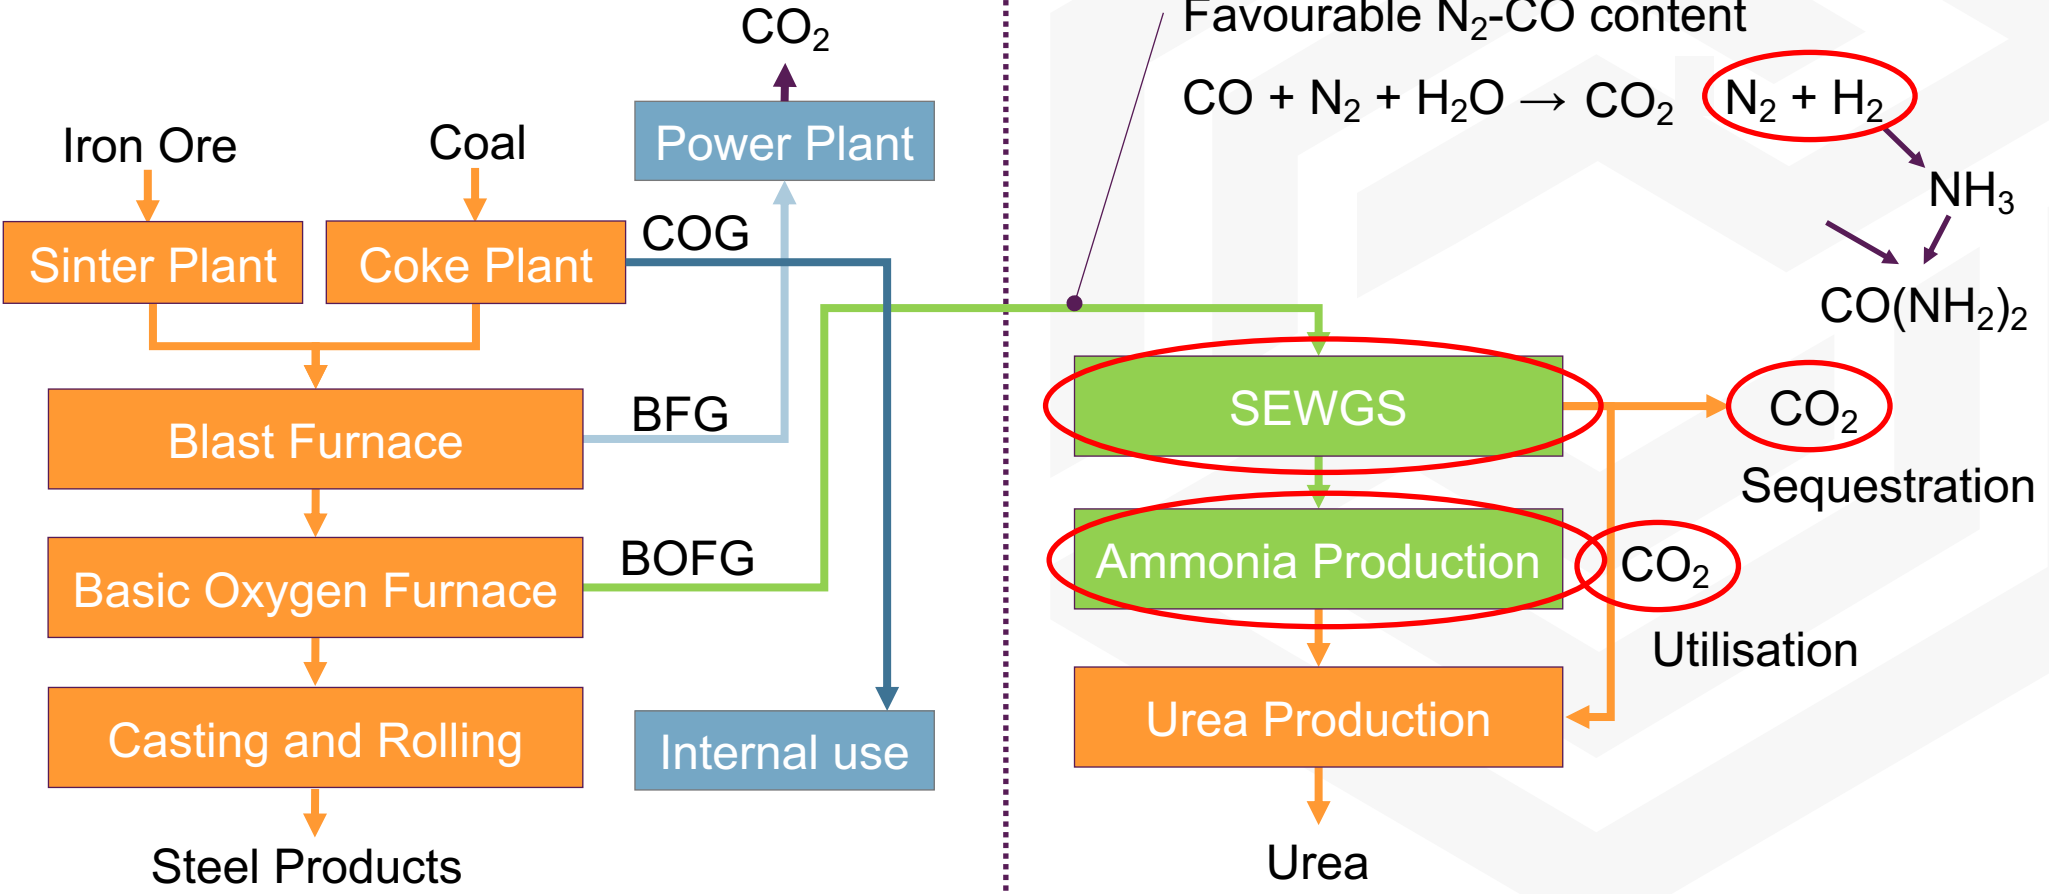 CO₂
Power Plant
Iron Ore
Coal
Sinter Plant
Coke Plant
COG
Blast Furnace
BFG
Basic Oxygen Furnace
BOFG
Casting and Rolling
Internal use
Steel Products
Favourable N₂-CO content
CO + N₂ + H₂O → CO₂ N₂ + H₂
NH₃
CO(NH₂)₂
SEWGS
CO₂
Sequestration
Ammonia Production
CO₂
Utilisation
Urea Production
Urea